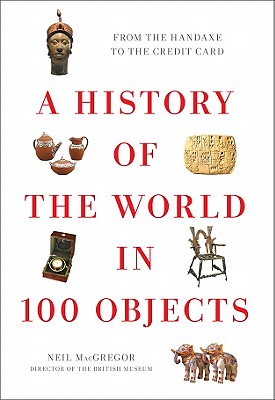 FROM THE HANDAXE
TO THE CREDIT CARD
A HISTORY
OF
THE WORLD
IN
100 OBJECTS
NEIL MACGREGOR
DIRECTOR OF THE BRITISH MUSEUM